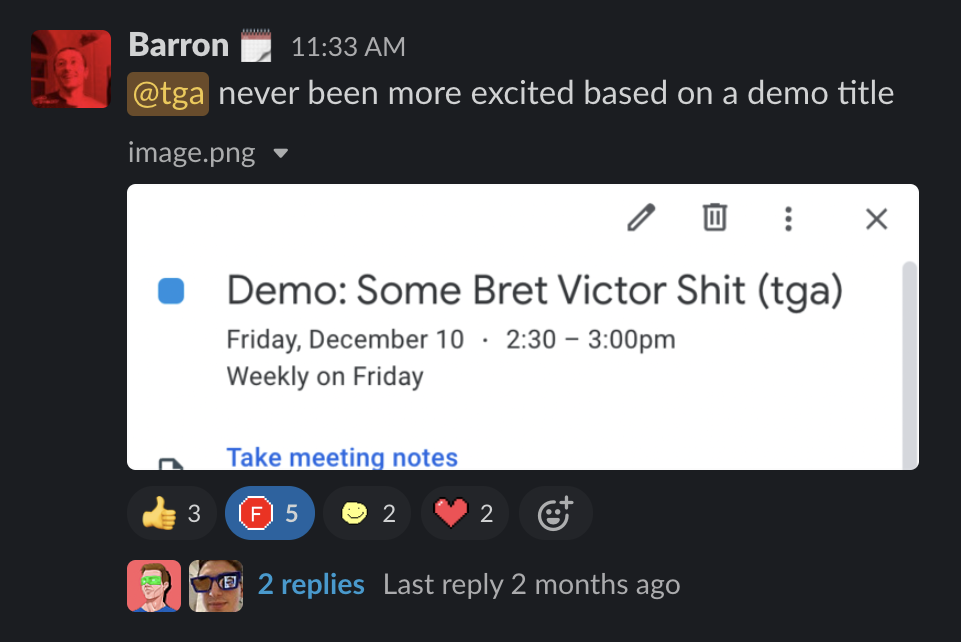 Barron 11:33 AM
@tga never been more excited based on a demo title
image.png
Demo: Some Bret Victor Shit (tga)
Friday, December 10 · 2:30 – 3:00pm
Weekly on Friday
Take meeting notes
3 F 5 2 2
2 replies Last reply 2 months ago